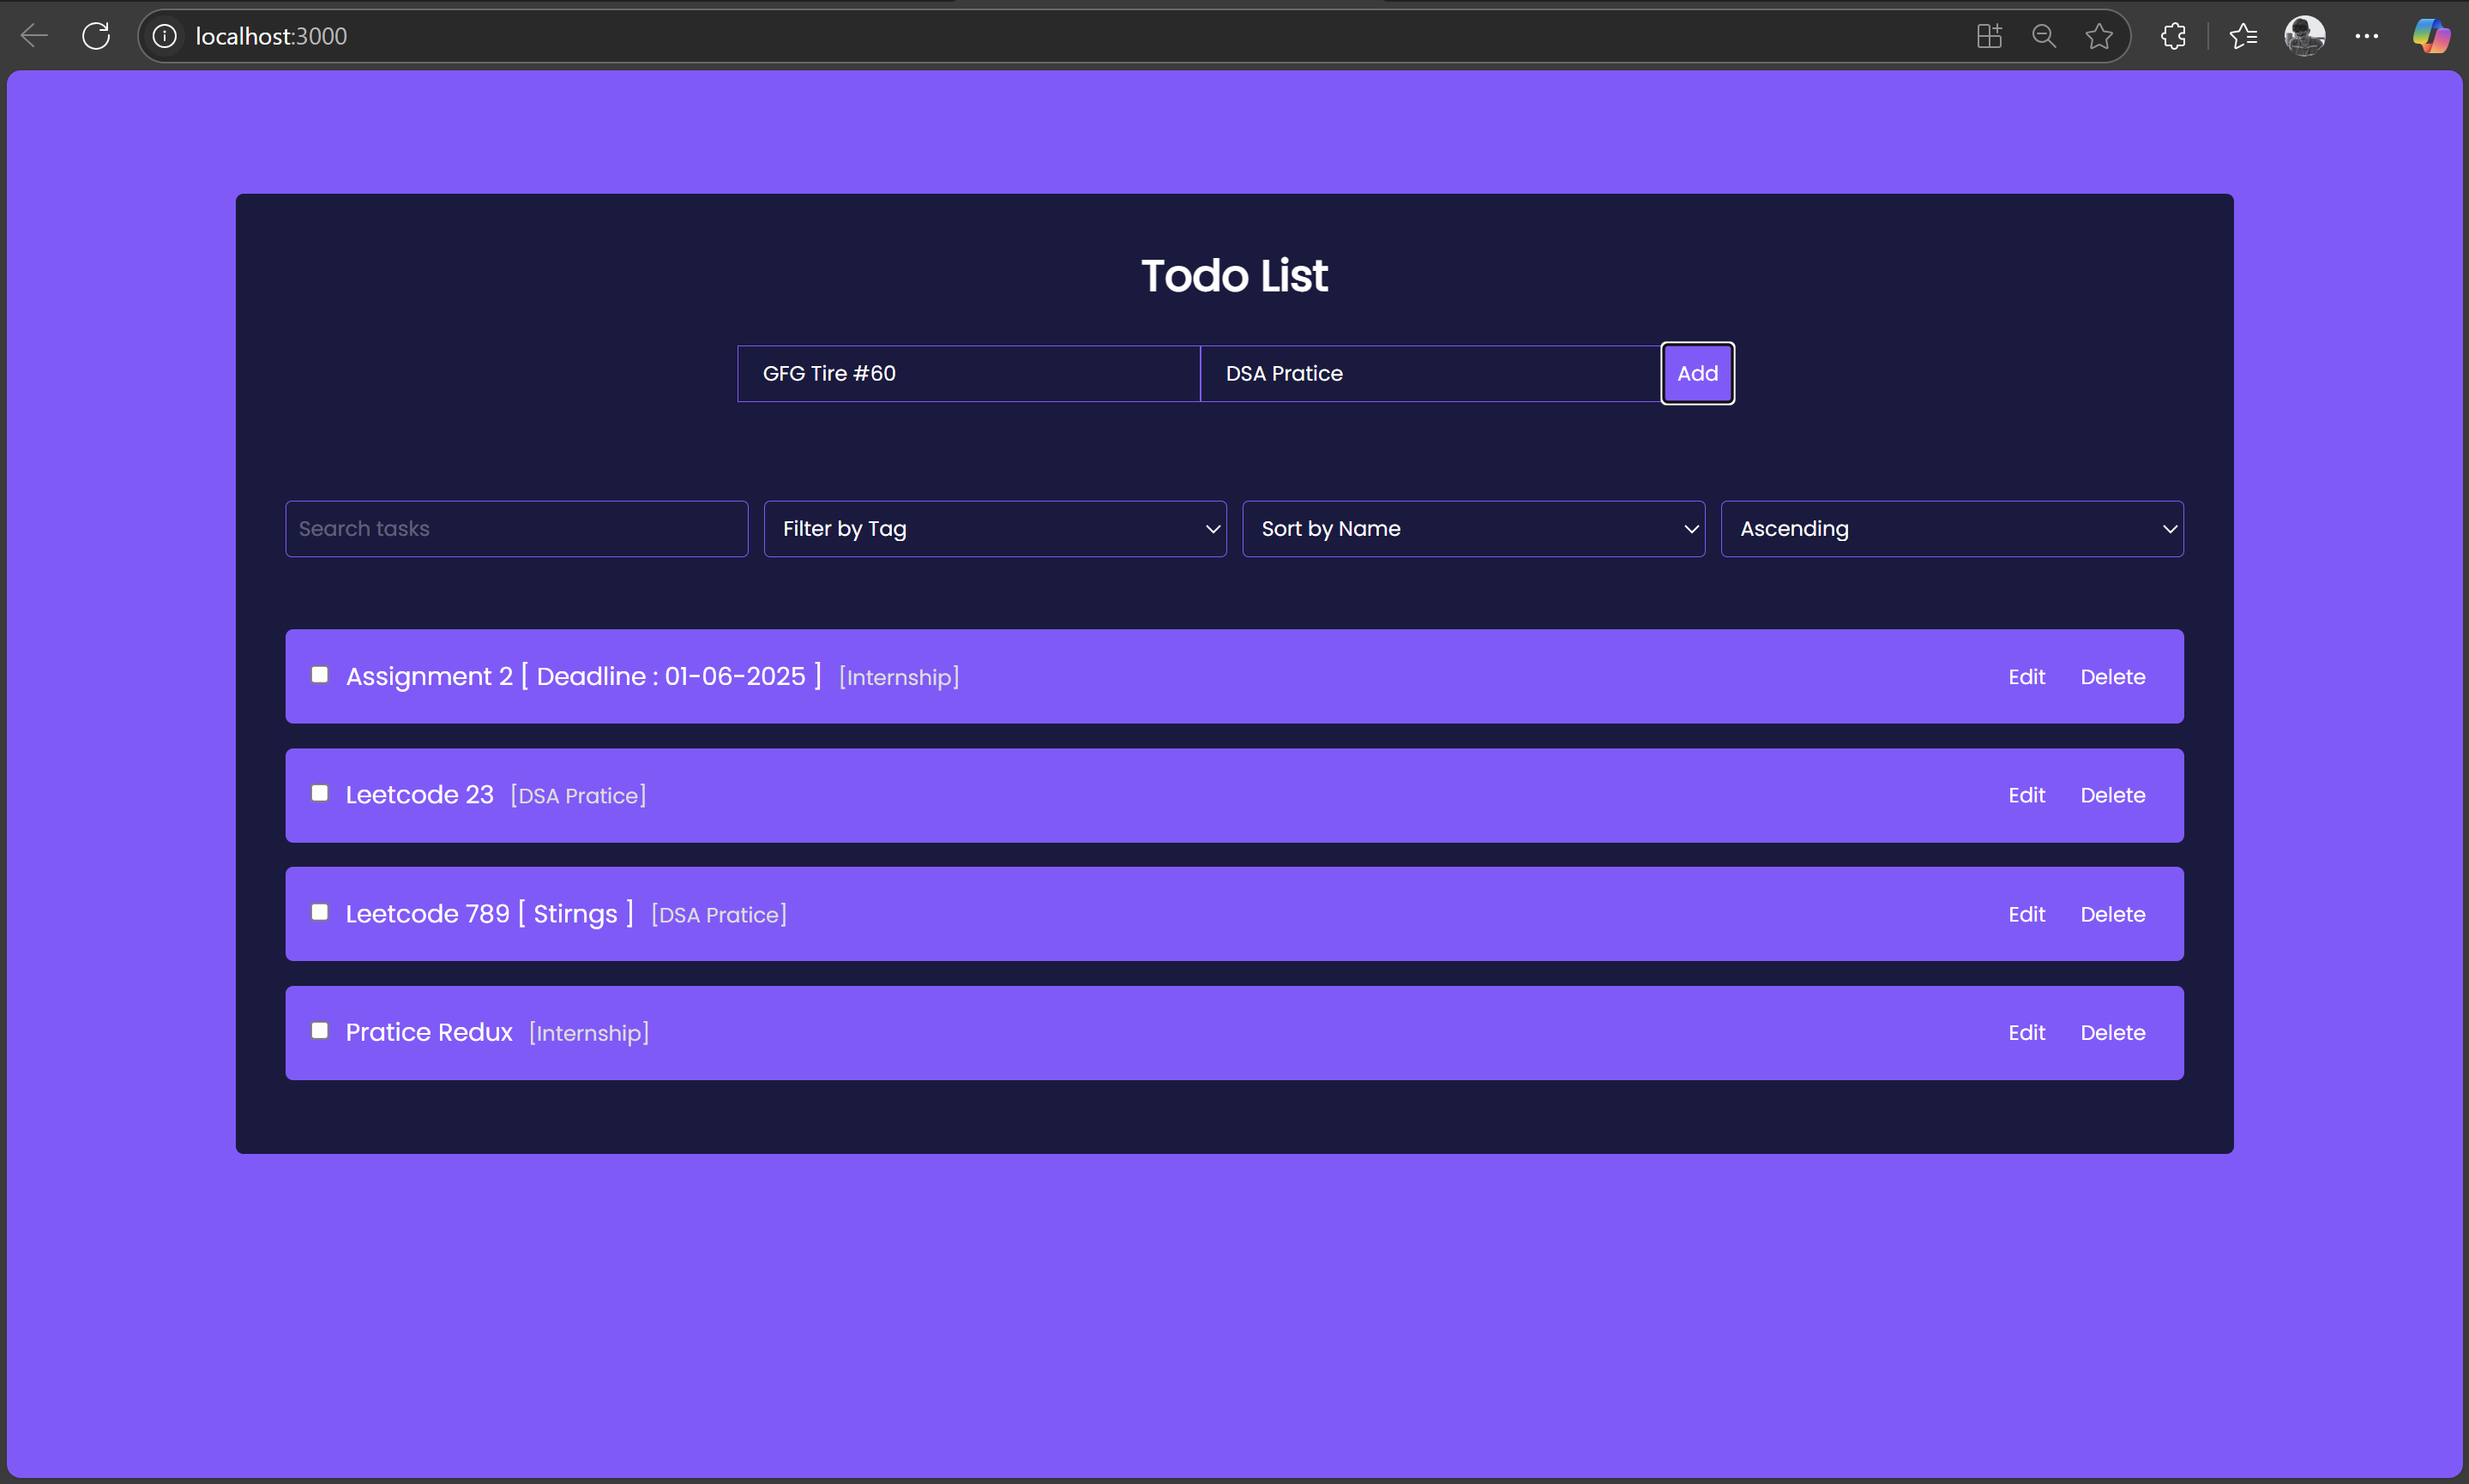 localhost:3000
Todo List
GFG Tire #60 DSA Pratice Add
Search tasks Filter by Tag Sort by Name Ascending
Assignment 2 [ Deadline : 01-06-2025 ] [Internship] Edit Delete
Leetcode 23 [DSA Pratice] Edit Delete
Leetcode 789 [ Stirngs ] [DSA Pratice] Edit Delete
Pratice Redux [Internship] Edit Delete